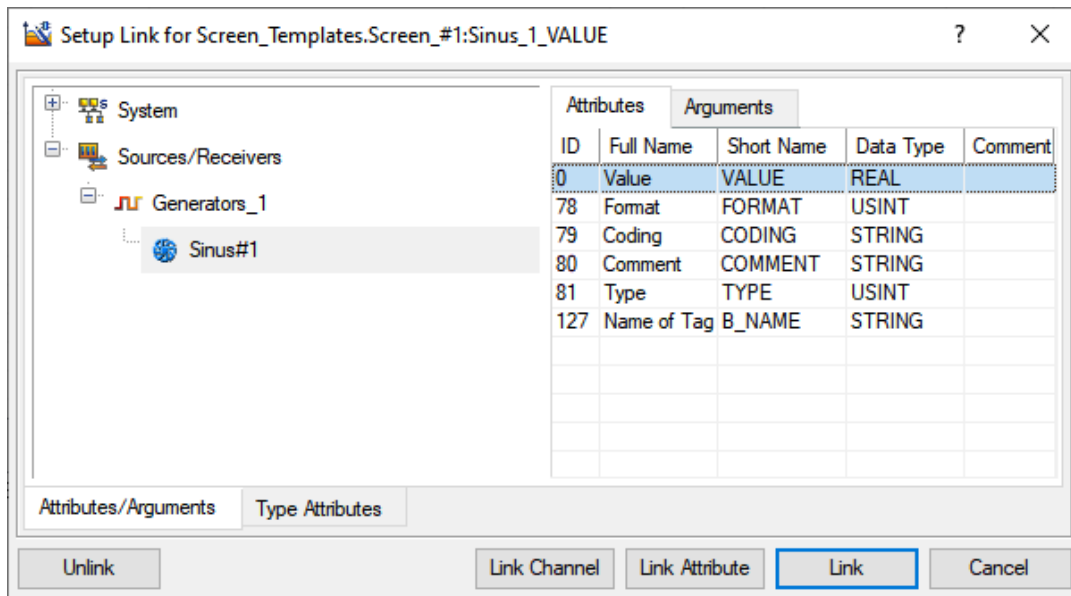 Setup Link for Screen_Templates.Screen_#1:Sinus_1_VALUE ?
System
Sources/Receivers
Generators_1
Sinus#1
Attributes Arguments
ID Full Name Short Name Data Type Comment
0 Value VALUE REAL
78 Format FORMAT USINT
79 Coding CODING STRING
80 Comment COMMENT STRING
81 Type TYPE USINT
127 Name of Tag B_NAME STRING
Attributes/Arguments Type Attributes
Unlink Link Channel Link Attribute Link Cancel